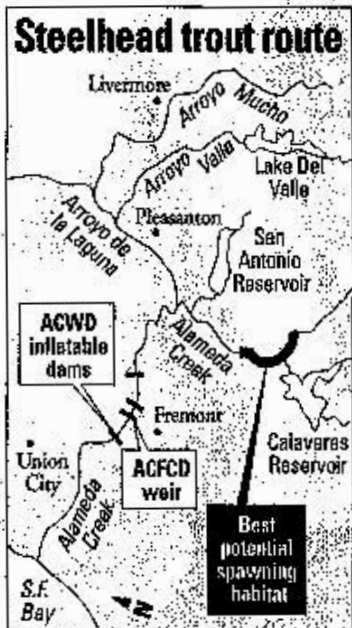 Steelhead trout route
Livermore
Arroyo Mucho
Arroyo Valle
Lake Del
Valle
Arroyo de
la Laguna
Pleasanton
San
Antonio
Reservoir
ACWD
inflatable
dams
Alameda
Creek
Fremont
Calaveras
Reservoir
Union
City
ACFCD
weir
Alameda
Creek
Best
potential
spawning
habitat
S.F.
Bay
N